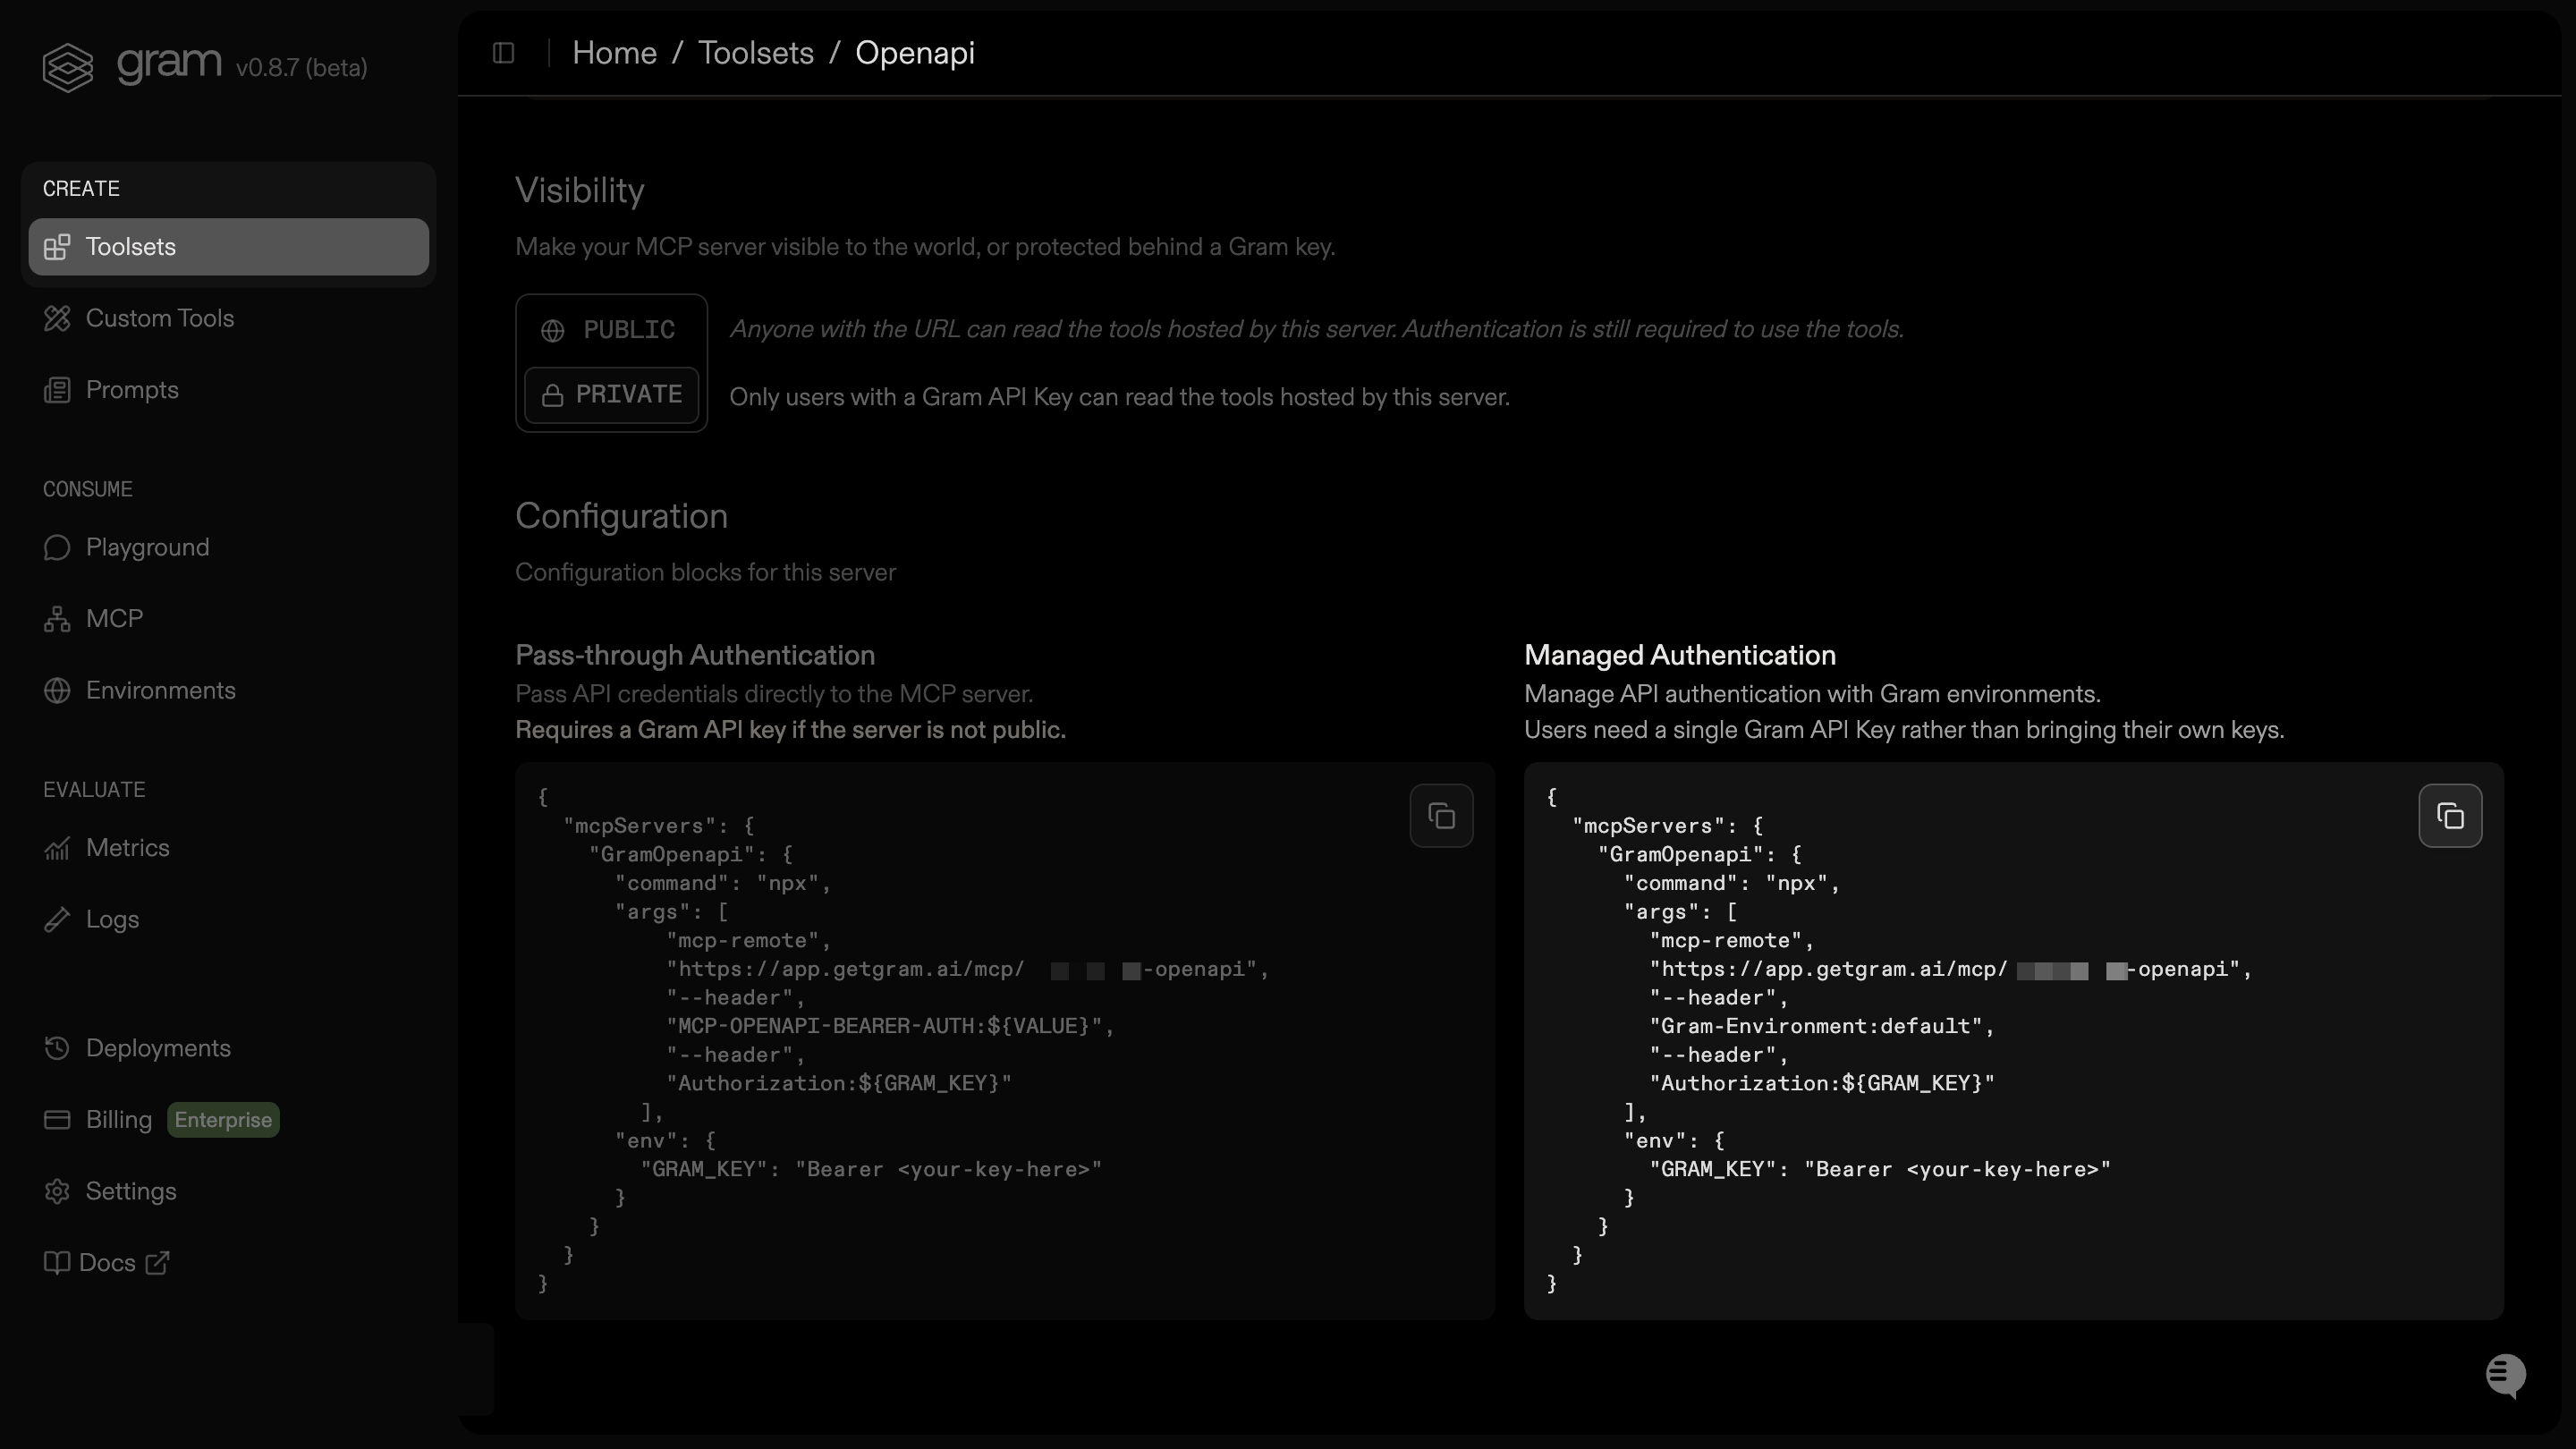 gram v0.8.7 (beta)
CREATE
Toolsets
Custom Tools
Prompts
CONSUME
Playground
MCP
Environments
EVALUATE
Metrics
Logs
Deployments
Billing Enterprise
Settings
Docs
Home / Toolsets / Openapi
Visibility
Make your MCP server visible to the world, or protected behind a Gram key.
PUBLIC Anyone with the URL can read the tools hosted by this server. Authentication is still required to use the tools.
PRIVATE Only users with a Gram API Key can read the tools hosted by this server.
Configuration
Configuration blocks for this server
Pass-through Authentication
Pass API credentials directly to the MCP server.
Requires a Gram API key if the server is not public.
{
"mcpServers": {
"GramOpenapi": {
"command": "npx",
"args": [
"mcp-remote",
"https://app.getgram.ai/mcp/ -openapi",
"--header",
"MCP-OPENAPI-BEARER-AUTH:${VALUE}",
"--header",
"Authorization:${GRAM_KEY}"
],
"env": {
"GRAM_KEY": "Bearer <your-key-here>"
}
}
}
}
Managed Authentication
Manage API authentication with Gram environments.
Users need a single Gram API Key rather than bringing their own keys.
{
"mcpServers": {
"GramOpenapi": {
"command": "npx",
"args": [
"mcp-remote",
"https://app.getgram.ai/mcp/ -openapi",
"--header",
"Gram-Environment:default",
"--header",
"Authorization:${GRAM_KEY}"
],
"env": {
"GRAM_KEY": "Bearer <your-key-here>"
}
}
}
}